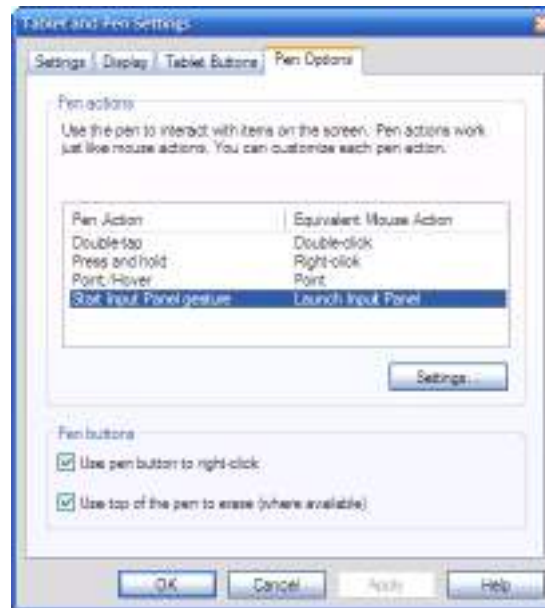 Tablet and Pen Settings
Settings Display Tablet Buttons Pen Options
Pen actions
Use the pen to interact with items on the screen. Pen actions work
just like mouse actions. You can customize each pen action.
Pen Action Equivalent Mouse Action
Double-tap Double-click
Press and hold Right-click
Point/Hover Point
Start Input Panel gesture Launch Input Panel
Settings...
Pen buttons
Use pen button to right-click
Use top of the pen to erase (where available)
OK Cancel Apply Help